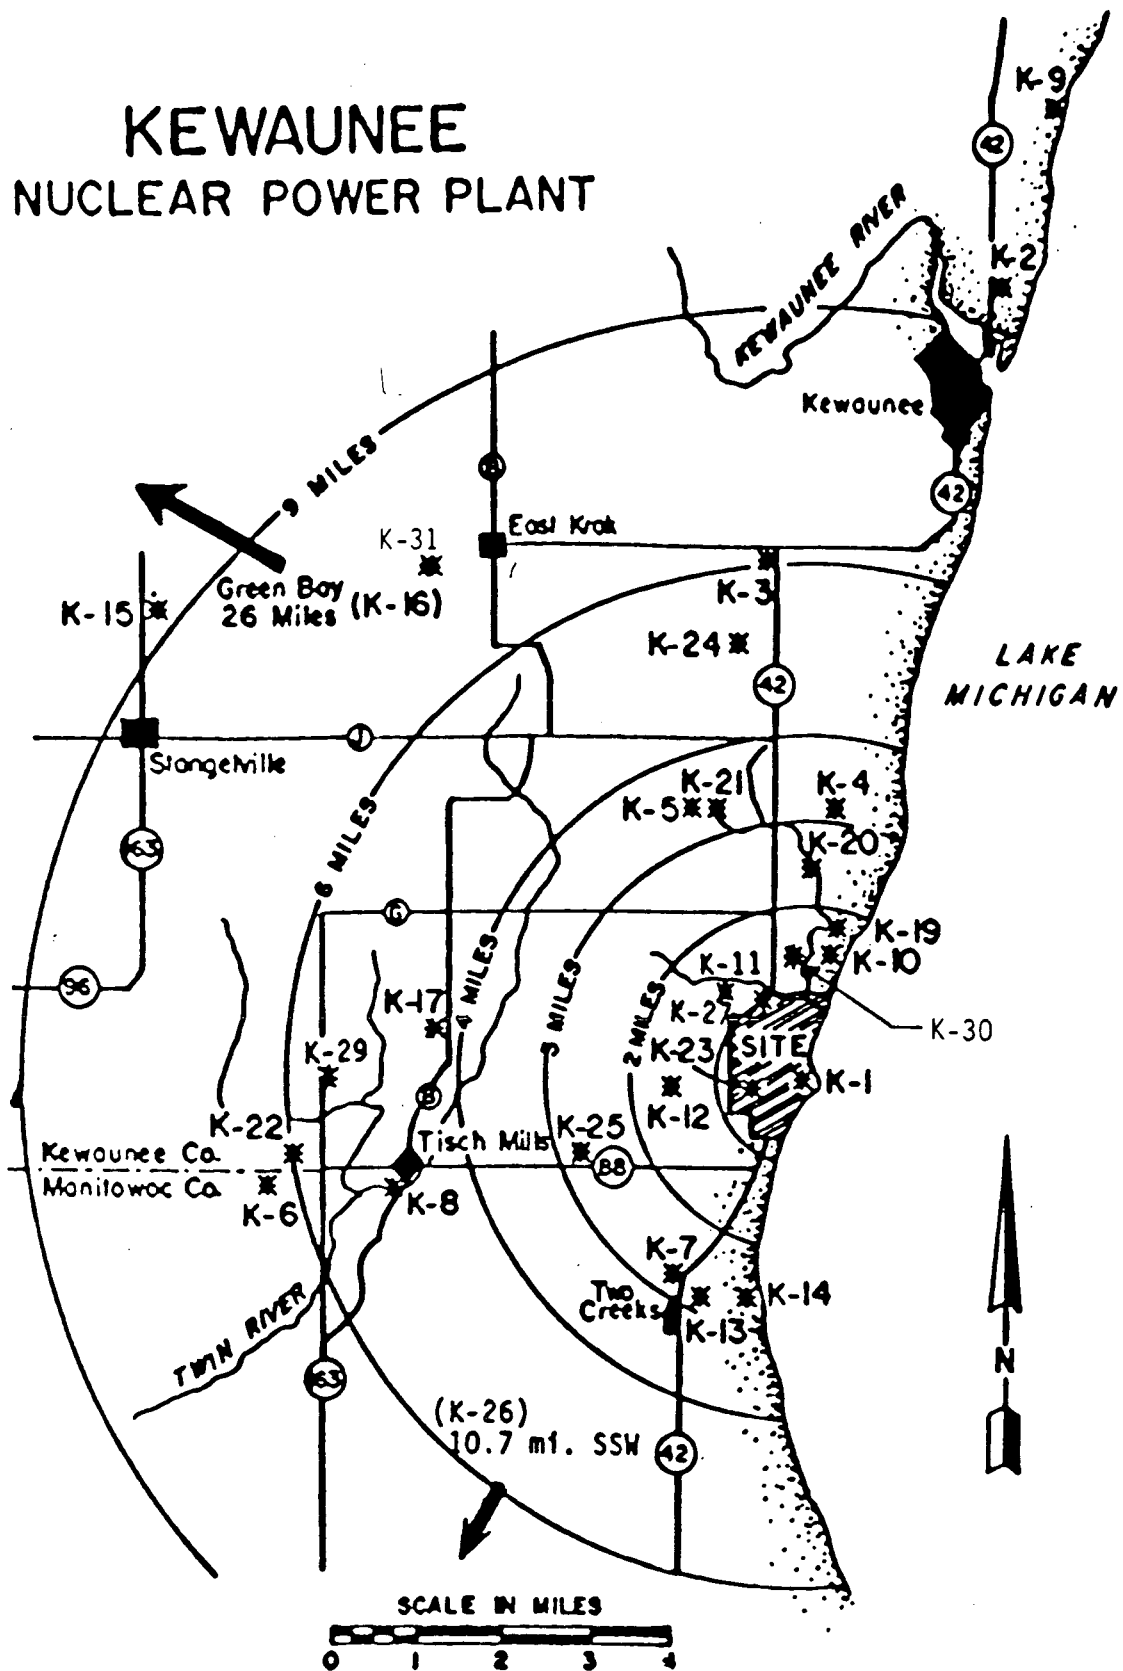 KEWAUNEE
NUCLEAR POWER PLANT
K-9
42
K-2
KEWAUNEE RIVER
Kewaunee
42
9 MILES
East Krok
K-31
Green Bay
26 Miles (K-16)
K-15
K-3
K-24
42
LAKE
MICHIGAN
J
Stangelville
K-21
K-5
K-4
6 MILES
K-20
163
G
K-19
K-10
K-11
4 MILES
3 MILES
2 MILES
96
K-17
K-27
K-30
SITE
K-23
K-29
K-1
K-12
B
K-22
Tisch Mills
K-25
Kewaunee Co.
BB
Manitowoc Co.
K-6
K-8
K-7
Two
Creeks
K-14
K-13
TWIN RIVER
N
163
(K-26)
10.7 mi. SSW
42
SCALE IN MILES
0 1 2 3 4